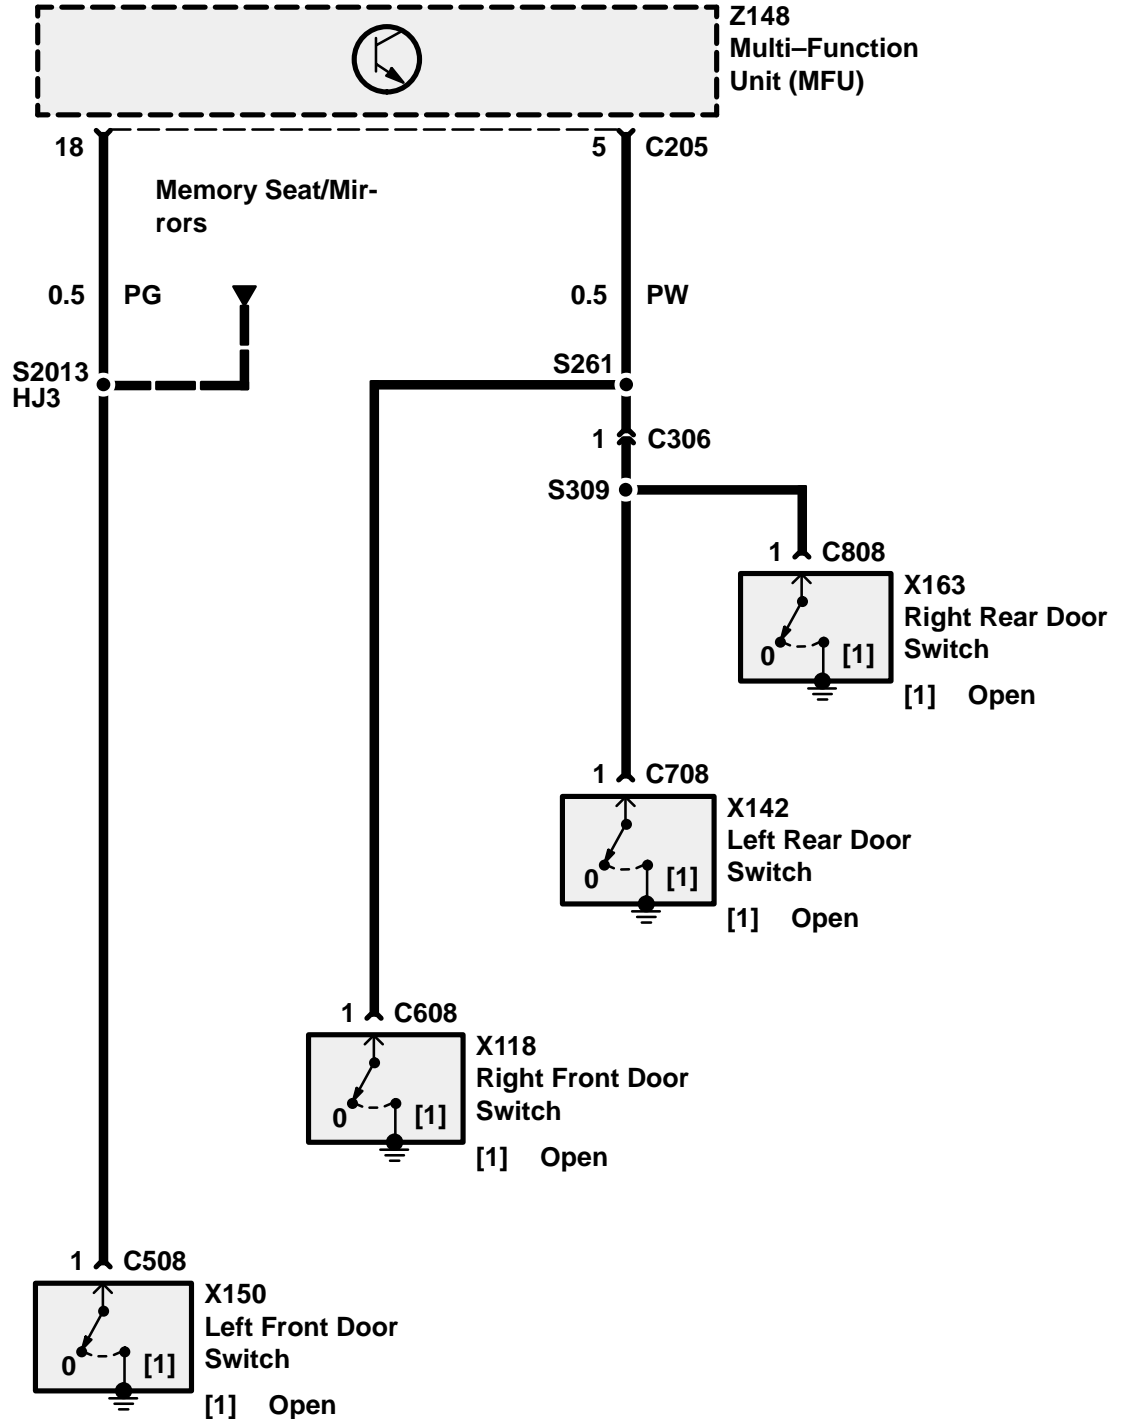 Z148
Multi–Function
Unit (MFU)
18
5
C205
Memory Seat/Mir-
rors
0.5
PG
0.5
PW
S2013
HJ3
S261
1
C306
S309
1
C808
X163
Right Rear Door
Switch
0
[1]
[1] Open
1
C708
X142
Left Rear Door
Switch
0
[1]
[1] Open
1
C608
X118
Right Front Door
Switch
0
[1]
[1] Open
1
C508
X150
Left Front Door
Switch
0
[1]
[1] Open